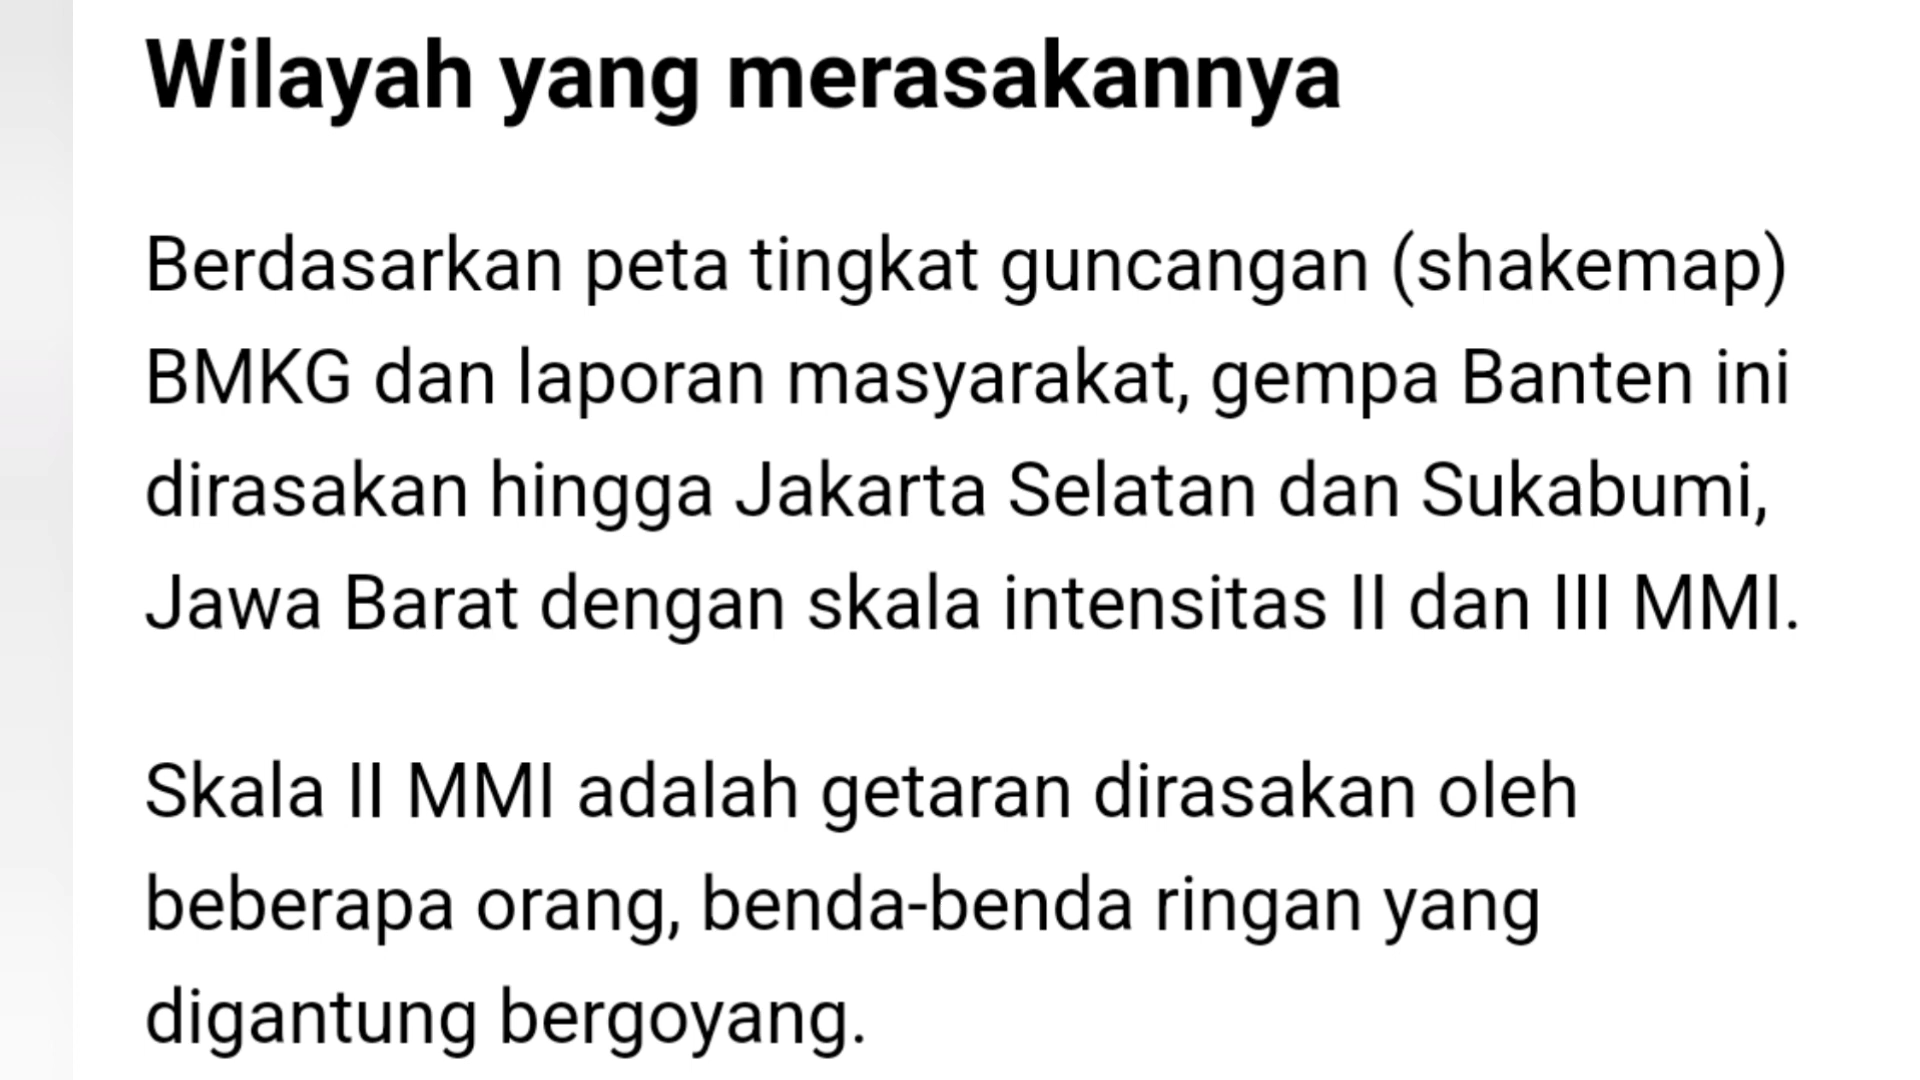 Wilayah yang merasakannya
Berdasarkan peta tingkat guncangan (shakemap)
BMKG dan laporan masyarakat, gempa Banten ini
dirasakan hingga Jakarta Selatan dan Sukabumi,
Jawa Barat dengan skala intensitas II dan III MMI.
Skala II MMI adalah getaran dirasakan oleh
beberapa orang, benda-benda ringan yang
digantung bergoyang.